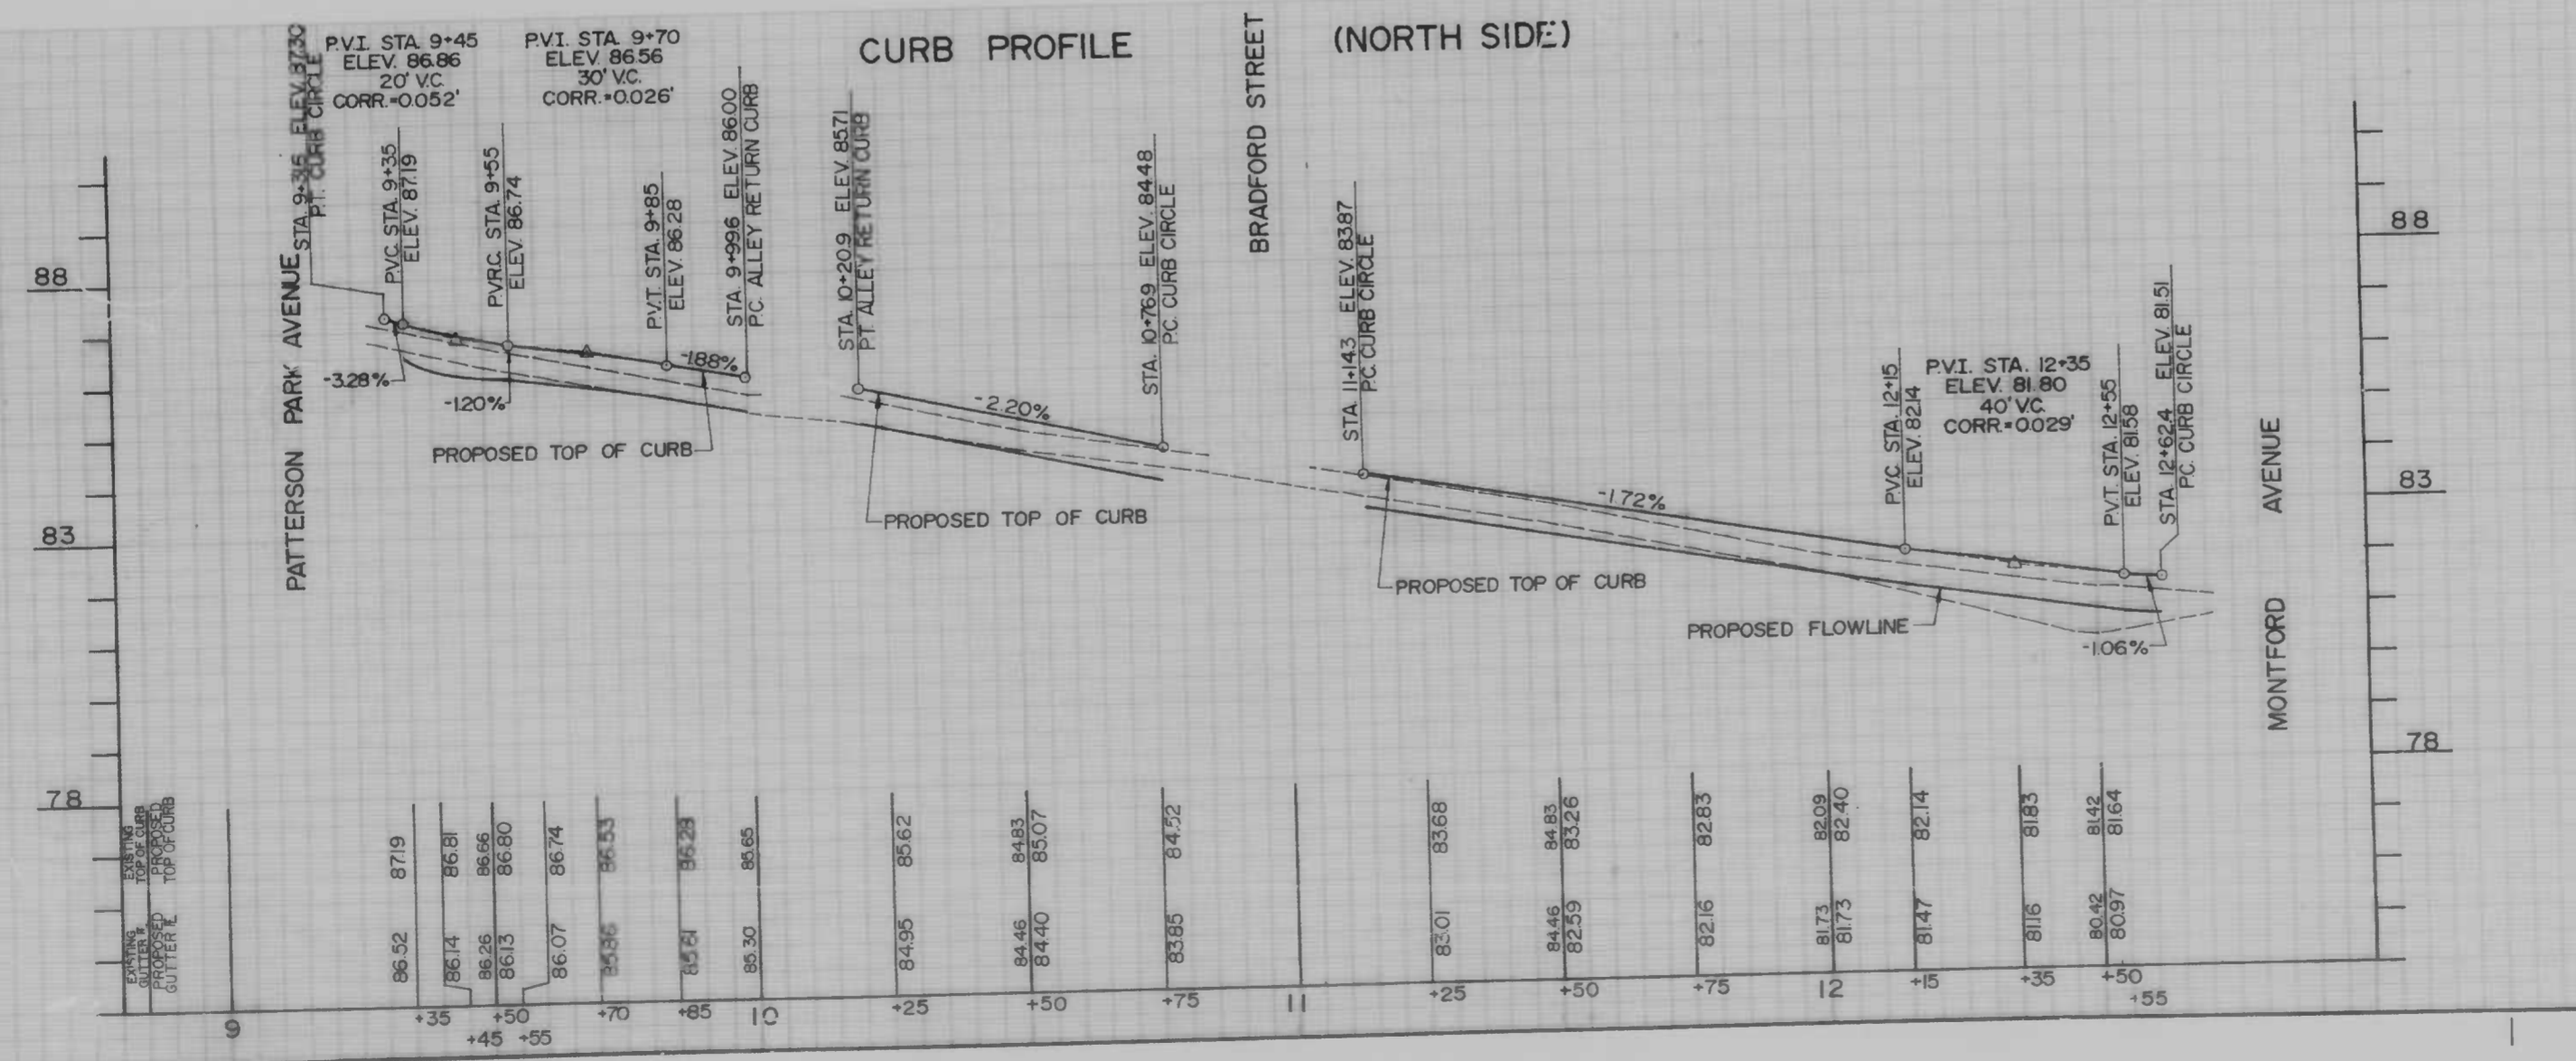 CURB PROFILE (NORTH SIDE)
PATTERSON PARK AVENUE
P.T. CURB CIRCLE
P.V.I. STA. 9+45
ELEV. 86.86
20' V.C.
CORR.=0.052'
P.V.I. STA. 9+70
ELEV. 86.56
30' V.C.
CORR.=0.026'
P.V.C. STA. 9+35
ELEV. 87.19
P.V.R.C. STA. 9+55
ELEV. 86.74
P.V.T. STA. 9+85
ELEV. 86.28
STA. 9+99.6 ELEV. 86.00
P.C. ALLEY RETURN CURB
STA. 10+20.9 ELEV. 85.71
P.T. ALLEY RETURN CURB
STA. 10+76.9 ELEV. 84.48
P.C. CURB CIRCLE
BRADFORD STREET
STA. 11+14.3 ELEV. 83.87
P.C. CURB CIRCLE
P.V.C. STA. 12+15
ELEV. 82.14
P.V.I. STA. 12+35
ELEV. 81.80
40' V.C.
CORR.=0.029'
P.V.T. STA. 12+55
ELEV. 81.58
STA. 12+62.4 ELEV. 81.51
P.C. CURB CIRCLE
MONTFORD AVENUE
88
83
78
88
83
78
-3.28%
-1.20%
-1.88%
-2.20%
-1.72%
-1.06%
PROPOSED TOP OF CURB
PROPOSED TOP OF CURB
PROPOSED TOP OF CURB
PROPOSED FLOWLINE
EXISTING
TOP OF CURB
PROPOSED
TOP OF CURB
87.19
86.81
86.66
86.80
86.74
86.53
86.28
85.65
85.62
84.83
85.07
84.52
83.68
84.83
83.26
82.83
82.09
82.40
82.14
81.83
81.42
81.64
EXISTING
GUTTER
PROPOSED
GUTTER
86.52
86.14
86.26
86.13
86.07
85.86
85.61
85.30
84.95
84.46
84.40
83.85
83.01
84.46
82.59
82.16
81.73
81.73
81.47
81.16
80.42
80.97
9
+35
+45
+50
+55
+70
+85
10
+25
+50
+75
11
+25
+50
+75
12
+15
+35
+50
+55